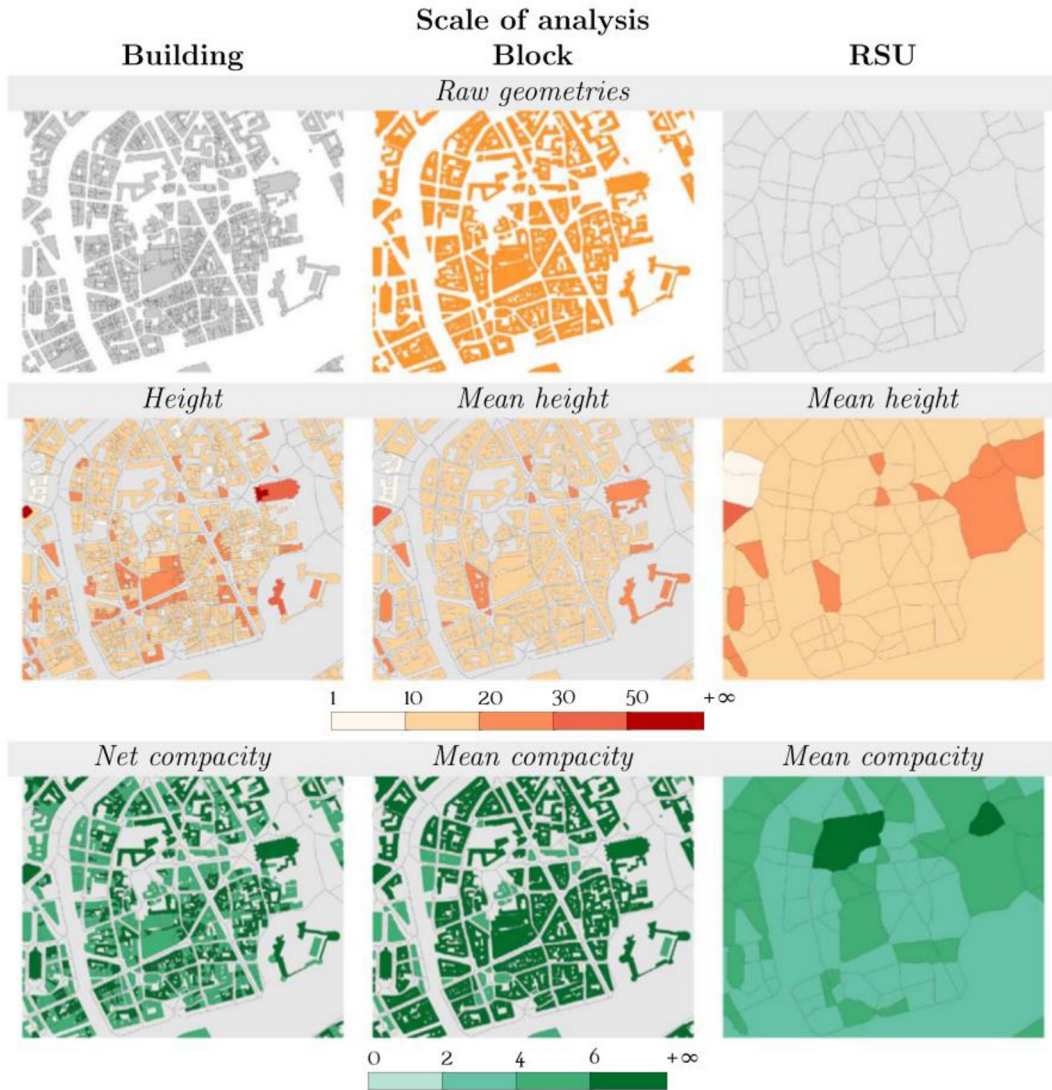 Scale of analysis
Building Block RSU
Raw geometries
Height Mean height Mean height
1 10 20 30 50 +∞
Net compacity Mean compacity Mean compacity
0 2 4 6 +∞